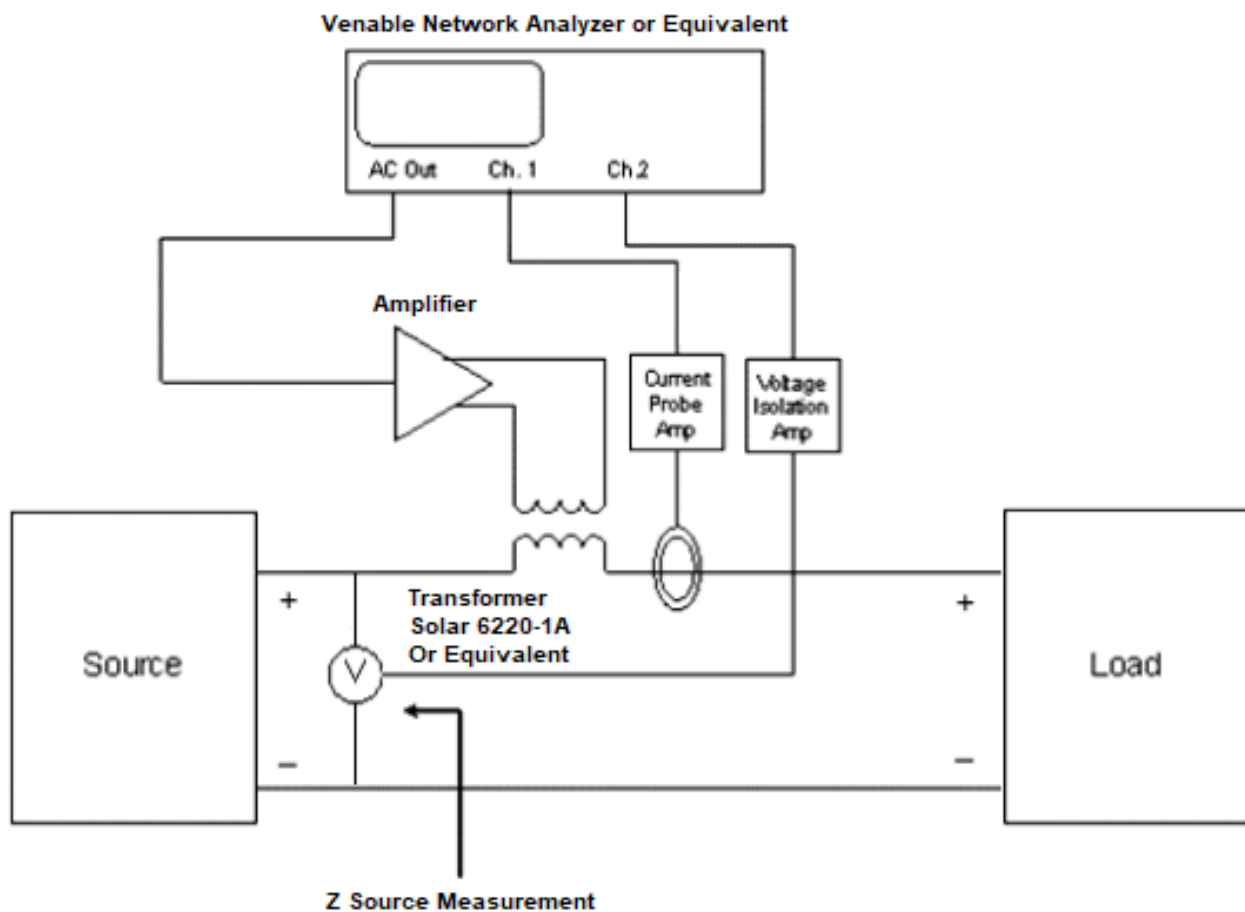 Venable Network Analyzer or Equivalent
AC Out Ch. 1 Ch.2
Amplifier
Current
Probe
Amp
Voltage
Isolation
Amp
+
Transformer
Solar 6220-1A
Or Equivalent
+
Source
V
Load
−
−
Z Source Measurement